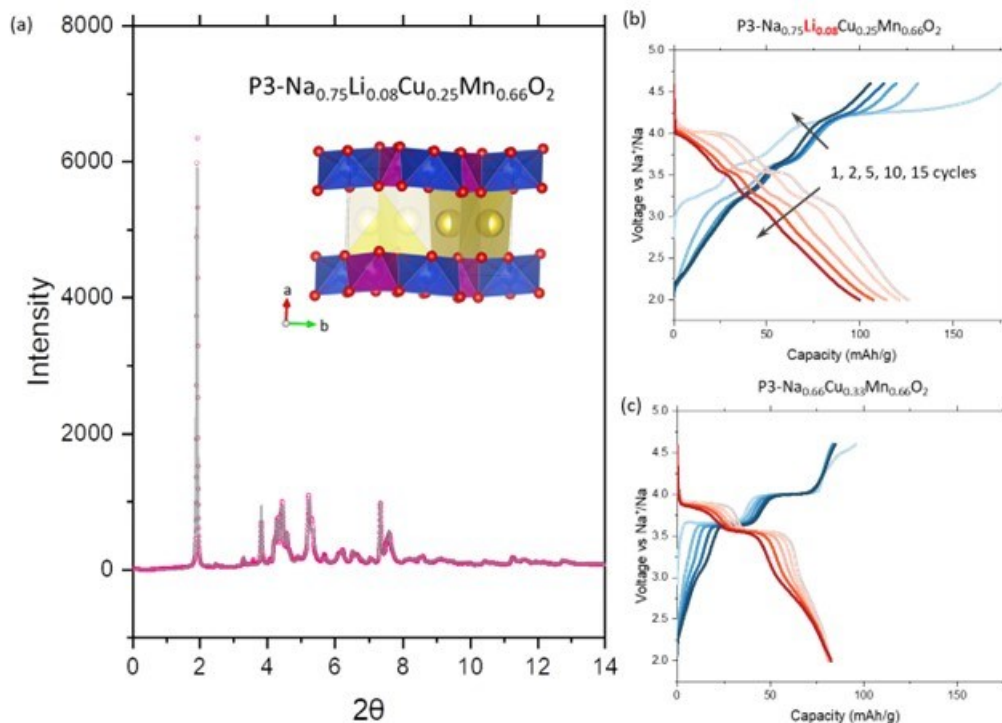 (a)
8000
6000
4000
2000
0
Intensity
0 2 4 6 8 10 12 14
2θ
P3-Na0.75Li0.08Cu0.25Mn0.66O2
a
b
(b)
P3-Na0.75Li0.08Cu0.25Mn0.66O2
5.0
4.5
4.0
3.5
3.0
2.5
2.0
Voltage vs Na+/Na
1, 2, 5, 10, 15 cycles
0 50 100 150
Capacity (mAh/g)
(c)
P3-Na0.66Cu0.33Mn0.66O2
5.0
4.5
4.0
3.5
3.0
2.5
2.0
Voltage vs Na+/Na
0 50 100 150
Capacity (mAh/g)